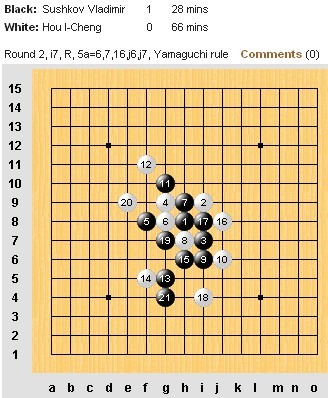 Black: Sushkov Vladimir 1 28 mins
White: Hou I-Cheng 0 66 mins
Round 2, i7, R, 5a=6,7,16,j6,j7, Yamaguchi rule Comments (0)
15
14
13
12
11 12
10 11
9 20 4 7 2
8 5 6 1 17 16
7 19 8 3
6 15 9 10
5 14 13
4 21 18
3
2
1
a b c d e f g h i j k l m n o